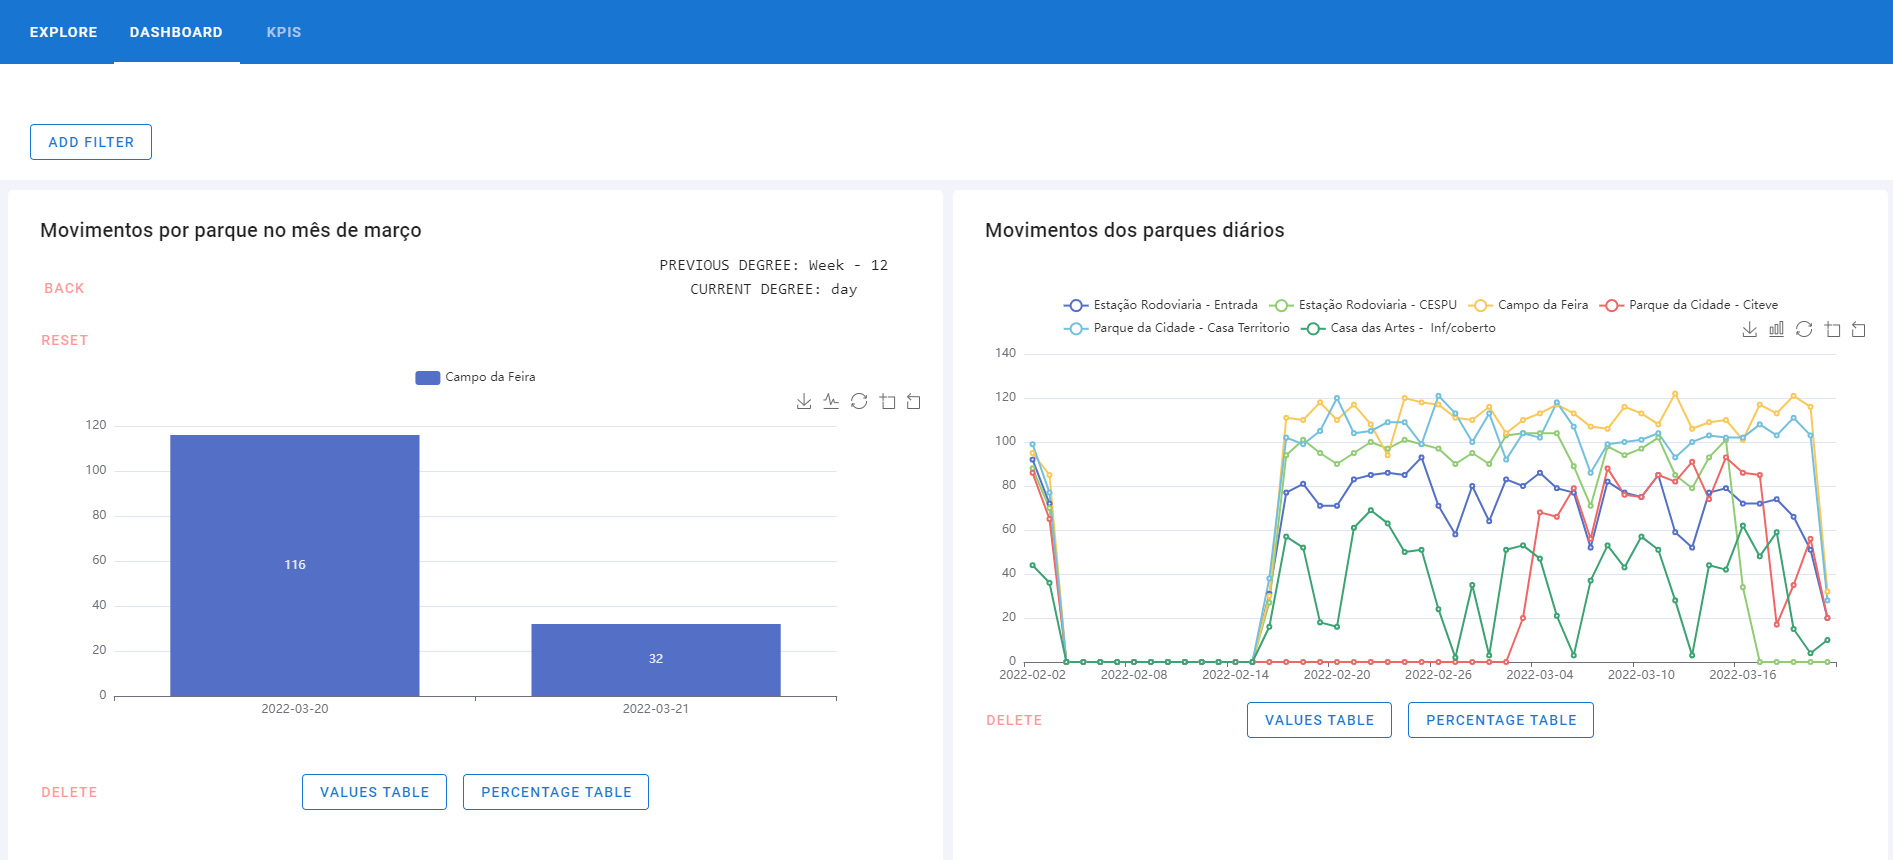 EXPLORE DASHBOARD KPIS
ADD FILTER
Movimentos por parque no mês de março
PREVIOUS DEGREE: Week - 12
CURRENT DEGREE: day
BACK
RESET
Campo da Feira
120
100
80
60
40
20
0
116
32
2022-03-20 2022-03-21
DELETE VALUES TABLE PERCENTAGE TABLE
Movimentos dos parques diários
Estação Rodoviaria - Entrada Estação Rodoviaria - CESPU Campo da Feira Parque da Cidade - Citeve
Parque da Cidade - Casa Territorio Casa das Artes - Inf/coberto
140
120
100
80
60
40
20
0
2022-02-02 2022-02-08 2022-02-14 2022-02-20 2022-02-26 2022-03-04 2022-03-10 2022-03-16
DELETE VALUES TABLE PERCENTAGE TABLE